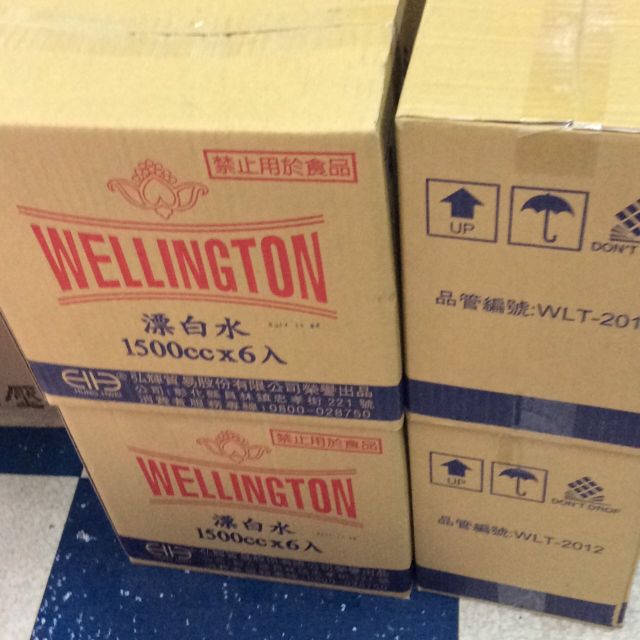 禁止用於食品
WELLINGTON
漂白水
1500cc x 6入
0800-028750
UP
DON'T
品管編號:WLT-201
禁止用於食品
WELLINGTON
漂白水
1500cc x 6入
UP
DON'T DROP
品管編號:WLT-2012